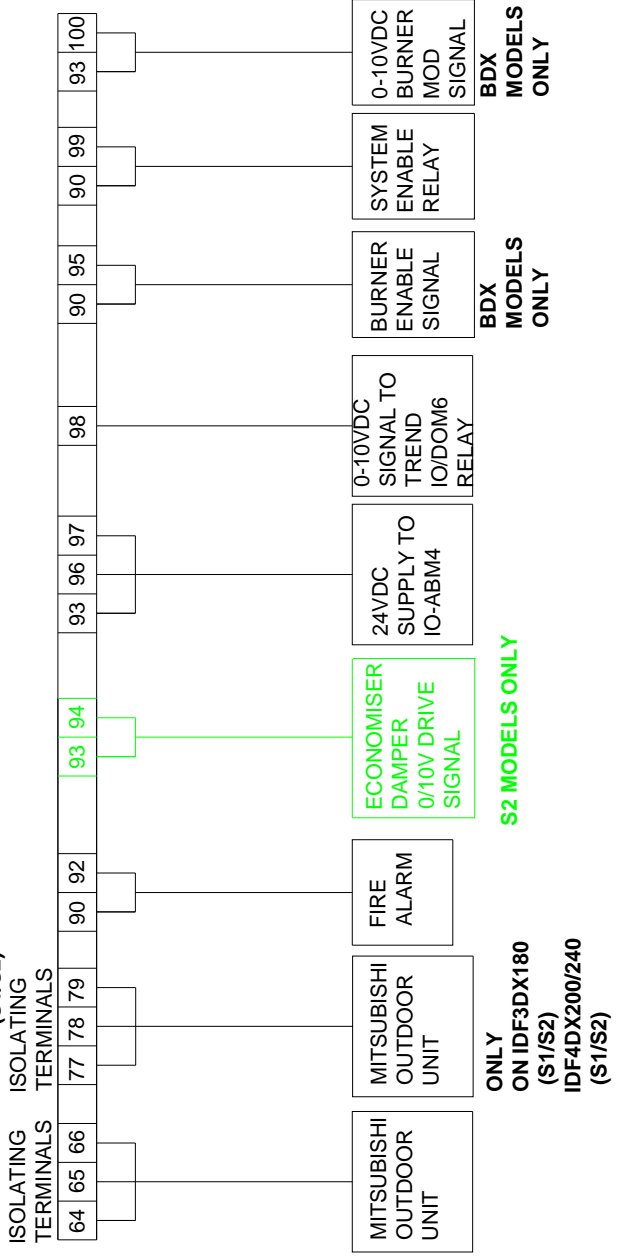 (S1/S2)
ISOLATING
TERMINALS
ISOLATING
TERMINALS
64 65 66 77 78 79 90 92 93 94 93 96 97 98 90 95 90 99 93 100
MITSUBISHI
OUTDOOR
UNIT
MITSUBISHI
OUTDOOR
UNIT
ONLY
ON IDF3DX180
(S1/S2)
IDF4DX200/240
(S1/S2)
FIRE
ALARM
ECONOMISER
DAMPER
0/10V DRIVE
SIGNAL
S2 MODELS ONLY
24VDC
SUPPLY TO
IO-ABM4
0-10VDC
SIGNAL TO
TREND
IO/DOM6
RELAY
BURNER
ENABLE
SIGNAL
BDX
MODELS
ONLY
SYSTEM
ENABLE
RELAY
0-10VDC
BURNER
MOD
SIGNAL
BDX
MODELS
ONLY